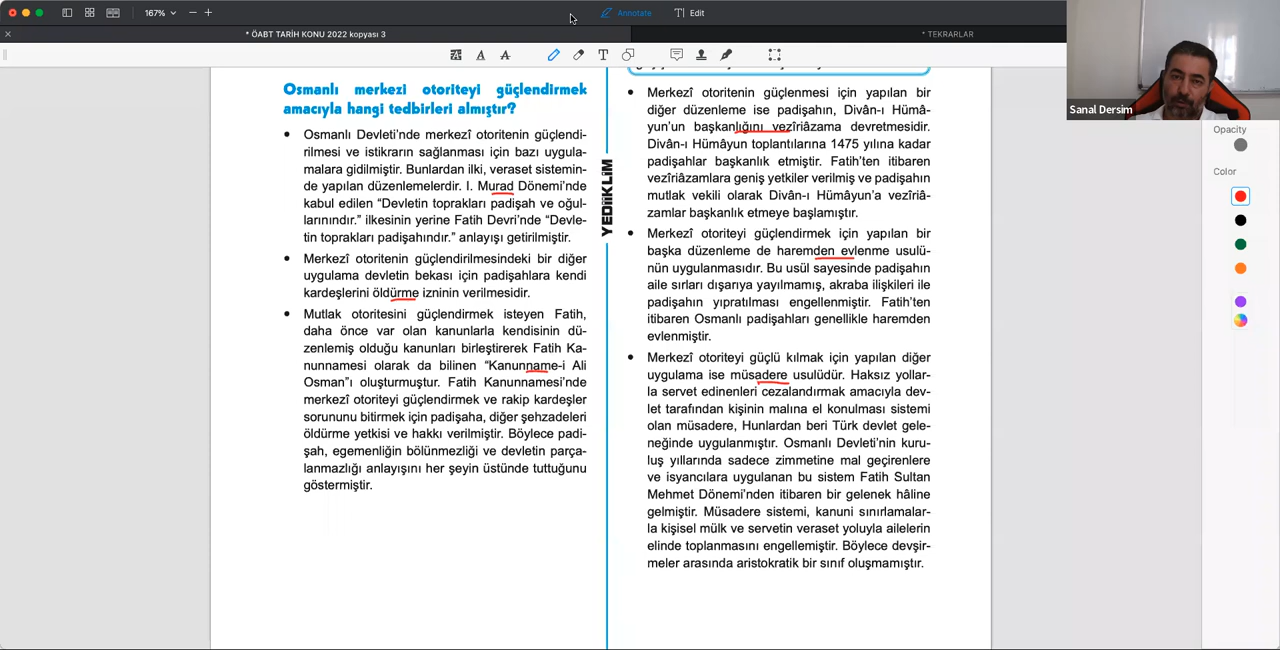 167%
Annotate
Edit
* ÖABT TARİH KONU 2022 kopyası 3
* TEKRARLAR
Sanal Dersim
Opacity
Color
Osmanlı merkezi otoriteyi güçlendirmek
amacıyla hangi tedbirleri almıştır?
• Osmanlı Devleti'nde merkezî otoritenin güçlendi-
rilmesi ve istikrarın sağlanması için bazı uygula-
malara gidilmiştir. Bunlardan ilki, veraset sistemin-
de yapılan düzenlemelerdir. I. Murad Dönemi'nde
kabul edilen “Devletin toprakları padişah ve oğul-
larınındır.” ilkesinin yerine Fatih Devri'nde “Devle-
tin toprakları padişahındır.” anlayışı getirilmiştir.
• Merkezî otoritenin güçlendirilmesindeki bir diğer
uygulama devletin bekası için padişahlara kendi
kardeşlerini öldürme izninin verilmesidir.
• Mutlak otoritesini güçlendirmek isteyen Fatih,
daha önce var olan kanunlarla kendisinin dü-
zenlemiş olduğu kanunları birleştirerek Fatih Ka-
nunnamesi olarak da bilinen “Kanunname-i Ali
Osman”ı oluşturmuştur. Fatih Kanunnamesi'nde
merkezî otoriteyi güçlendirmek ve rakip kardeşler
sorununu bitirmek için padişaha, diğer şehzadeleri
öldürme yetkisi ve hakkı verilmiştir. Böylece padi-
şah, egemenliğin bölünmezliği ve devletin parça-
lanmazlığı anlayışını her şeyin üstünde tuttuğunu
göstermiştir.
YEDİİKLİM
• Merkezî otoritenin güçlenmesi için yapılan bir
diğer düzenleme ise padişahın, Divân-ı Hümâ-
yun'un başkanlığını vezîriâzama devretmesidir.
Divân-ı Hümâyun toplantılarına 1475 yılına kadar
padişahlar başkanlık etmiştir. Fatih'ten itibaren
vezîriâzamlara geniş yetkiler verilmiş ve padişahın
mutlak vekili olarak Divân-ı Hümâyun'a vezîriâ-
zamlar başkanlık etmeye başlamıştır.
• Merkezî otoriteyi güçlendirmek için yapılan bir
başka düzenleme de haremden evlenme usulü-
nün uygulanmasıdır. Bu usül sayesinde padişahın
aile sırları dışarıya yayılmamış, akraba ilişkileri ile
padişahın yıpratılması engellenmiştir. Fatih'ten
itibaren Osmanlı padişahları genellikle haremden
evlenmiştir.
• Merkezî otoriteyi güçlü kılmak için yapılan diğer
uygulama ise müsadere usulüdür. Haksız yollar-
la servet edinenleri cezalandırmak amacıyla dev-
let tarafından kişinin malına el konulması sistemi
olan müsadere, Hunlardan beri Türk devlet gele-
neğinde uygulanmıştır. Osmanlı Devleti'nin kuru-
luş yıllarında sadece zimmetine mal geçirenlere
ve isyancılara uygulanan bu sistem Fatih Sultan
Mehmet Dönemi'nden itibaren bir gelenek hâline
gelmiştir. Müsadere sistemi, kanuni sınırlamalar-
la kişisel mülk ve servetin veraset yoluyla ailelerin
elinde toplanmasını engellemiştir. Böylece devşir-
meler arasında aristokratik bir sınıf oluşmamıştır.